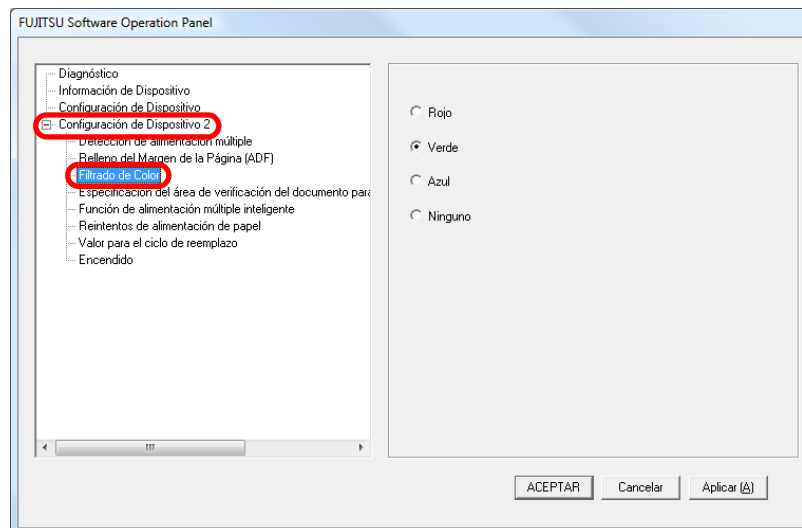 FUJITSU Software Operation Panel
Diagnóstico
Información de Dispositivo
Configuración de Dispositivo
Configuración de Dispositivo 2
Detección de alimentación múltiple
Relleno del Margen de la Página (ADF)
Filtrado de Color
Especificación del área de verificación del documento para
Función de alimentación múltiple inteligente
Reintentos de alimentación de papel
Valor para el ciclo de reemplazo
Encendido
Rojo
Verde
Azul
Ninguno
ACEPTAR
Cancelar
Aplicar (A)